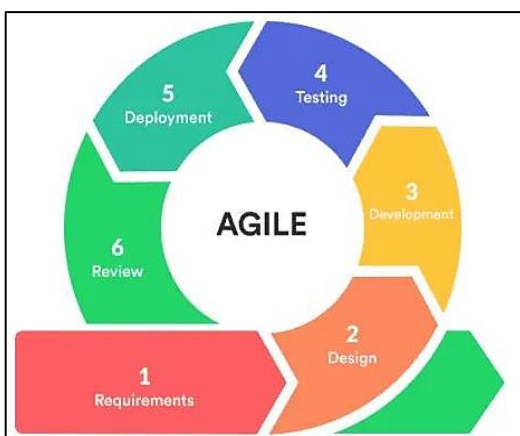 AGILE
1
Requirements
2
Design
3
Development
4
Testing
5
Deployment
6
Review